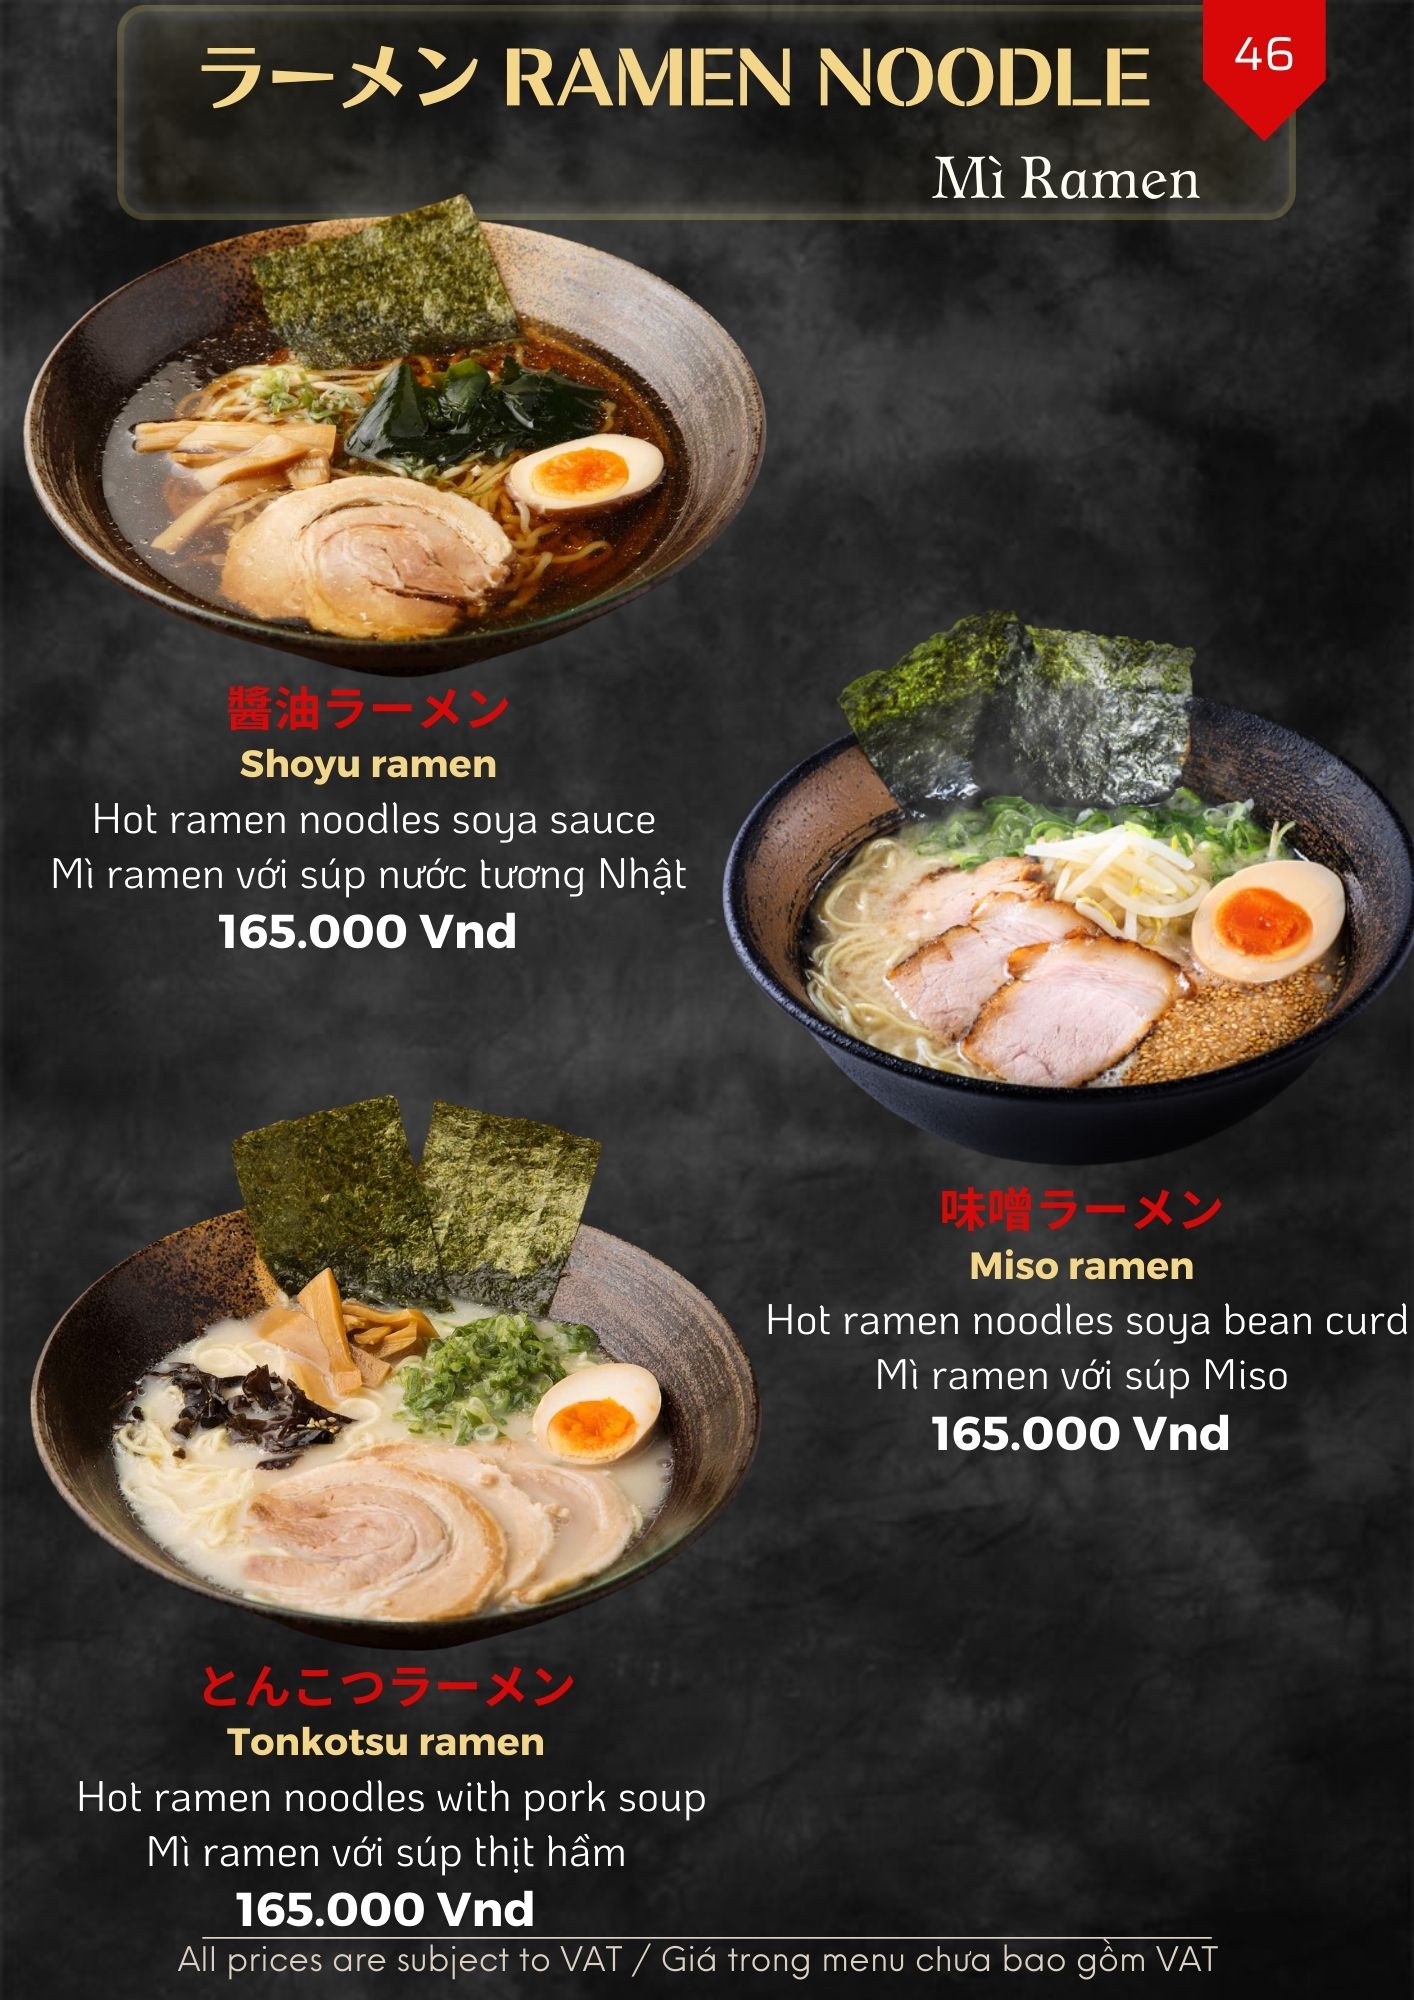 ラーメン RAMEN NOODLE
46
Mì Ramen
醤油ラーメン
Shoyu ramen
Hot ramen noodles soya sauce
Mì ramen với súp nước tương Nhật
165.000 Vnd
味噌ラーメン
Miso ramen
Hot ramen noodles soya bean curd
Mì ramen với súp Miso
165.000 Vnd
とんこつラーメン
Tonkotsu ramen
Hot ramen noodles with pork soup
Mì ramen với súp thịt hầm
165.000 Vnd
All prices are subject to VAT / Giá trong menu chưa bao gồm VAT